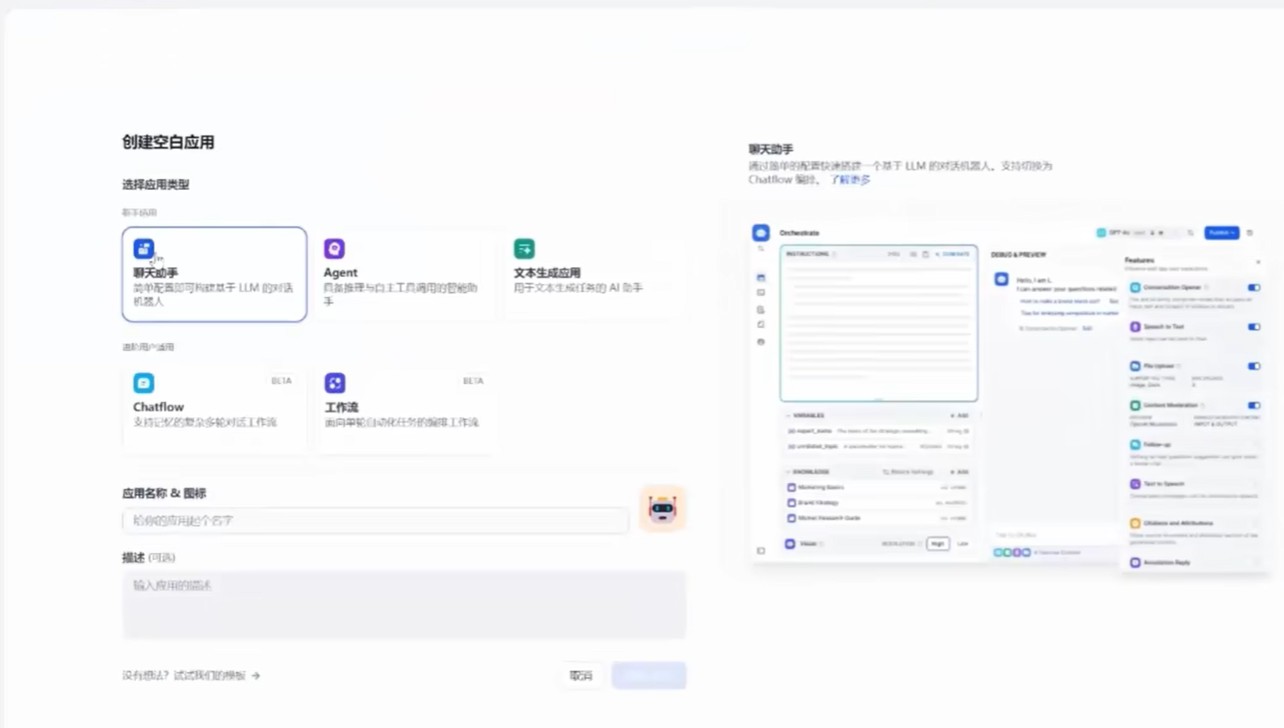 创建空白应用
选择应用类型
新手适用
聊天助手
简单配置即可构建基于 LLM 的对话
机器人
Agent
具备推理与自主工具调用的智能助
手
文本生成应用
用于文本生成任务的 AI 助手
进阶用户适用
Chatflow
BETA
支持记忆的复杂多轮对话工作流
工作流
BETA
面向单轮自动化任务的编排工作流
应用名称 & 图标
给你的应用起个名字
描述 (可选)
输入应用的描述
没有想法? 试试我们的模板 →
取消
聊天助手
通过简单的配置快速搭建一个基于 LLM 的对话机器人。支持切换为
Chatflow 编排。 了解更多
Orchestrate
Publish
INSTRUCTIONS
GENERATE
VARIABLES
+ Add
KNOWLEDGE
+ Add
Marketing Basics
Brand Strategy
Market Research Guide
Vision
High
Low
DEBUG & PREVIEW
Features
Conversation Opener
Speech to Text
File Upload
Content Moderation
INPUT & OUTPUT
Follow-up
Text to Speech
Citations and Attributions
Annotation Reply